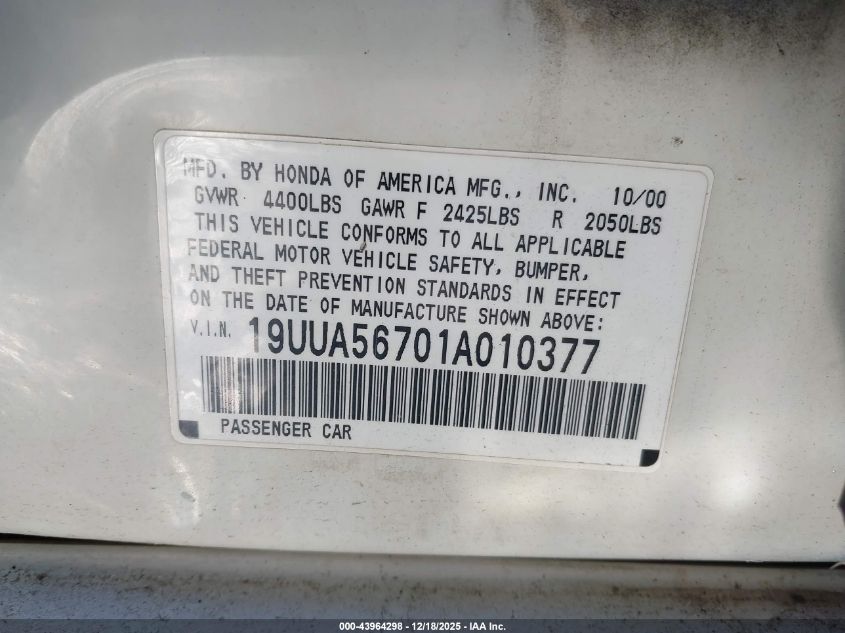 MFD. BY HONDA OF AMERICA MFG., INC. 10/00
GVWR 4400LBS GAWR F 2425LBS R 2050LBS
THIS VEHICLE CONFORMS TO ALL APPLICABLE
FEDERAL MOTOR VEHICLE SAFETY, BUMPER,
AND THEFT PREVENTION STANDARDS IN EFFECT
ON THE DATE OF MANUFACTURE SHOWN ABOVE:
V.I.N. 19UUA56701A010377
PASSENGER CAR
000-43964298 - 12/18/2025 - IAA Inc.